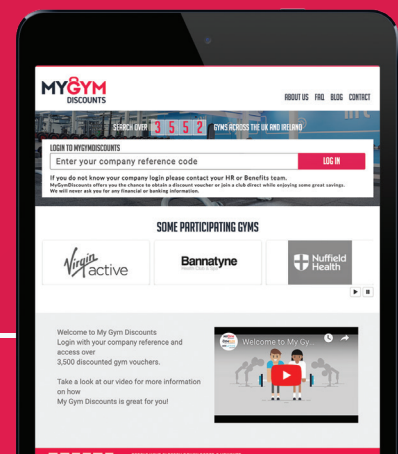 MYGYM
DISCOUNTS
ABOUT US FAQ BLOG CONTACT
SEARCH OVER 3 5 5 2 GYMS ACROSS THE UK AND IRELAND
LOGIN TO MYGYMDISCOUNTS
Enter your company reference code LOG IN
If you do not know your company login please contact your HR or Benefits team.
MyGymDiscounts offers you the chance to obtain a discount voucher or join a club direct while enjoying some great savings.
We will never ask you for any financial or banking information.
SOME PARTICIPATING GYMS
Virgin active
Bannatyne
Nuffield Health
Welcome to My Gym Discounts
Login with your company reference and
access over
3,500 discounted gym vouchers.
Take a look at our video for more information
on how
My Gym Discounts is great for you!
Welcome to My Gy...